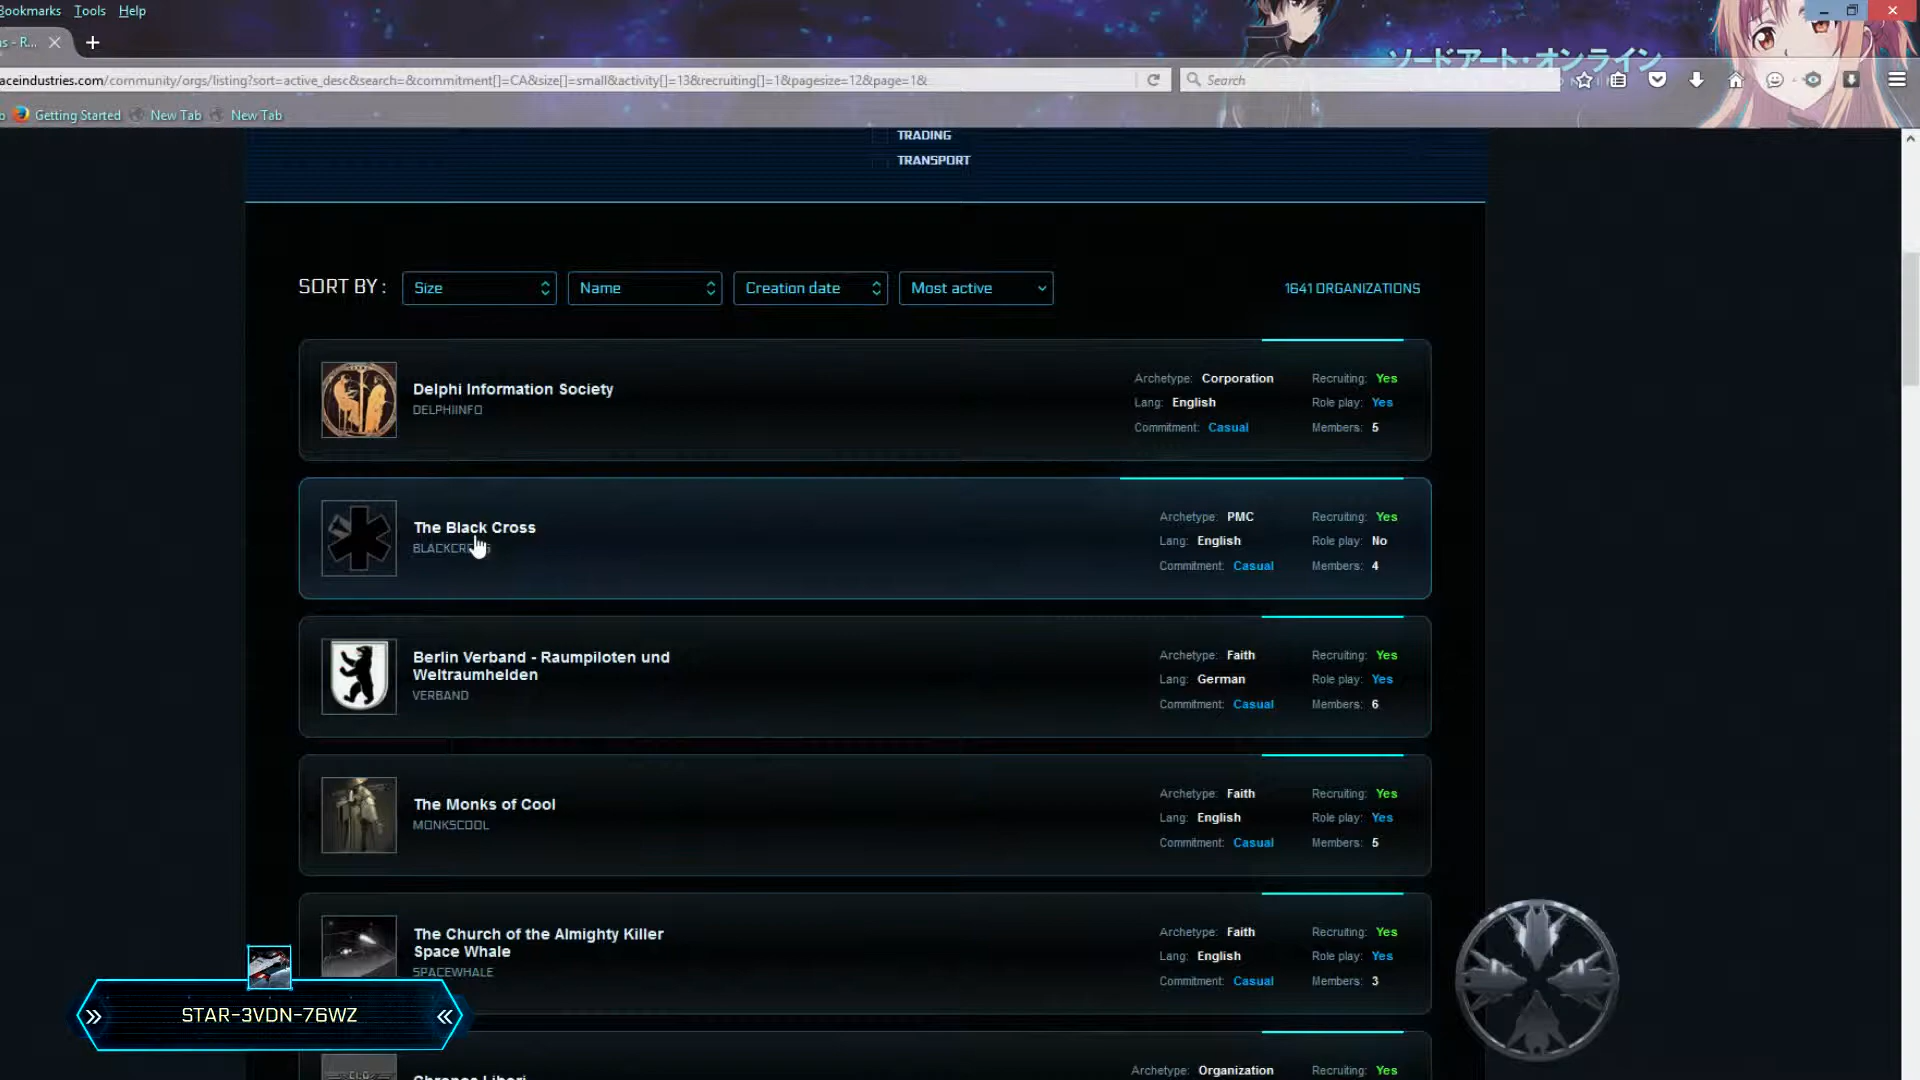 Bookmarks Tools Help
ns - R...
ソードアート・オンライン
aceindustries.com/community/orgs/listing?sort=active_desc&search=&commitment[]=CA&size[]=small&activity[]=13&recruiting[]=1&pagesize=12&page=1&
Search
Getting Started New Tab New Tab
TRADING
TRANSPORT
SORT BY : Size Name Creation date Most active 1641 ORGANIZATIONS
Delphi Information Society
DELPHIINFO
Archetype: Corporation Recruiting: Yes
Lang: English Role play: Yes
Commitment: Casual Members: 5
The Black Cross
Archetype: PMC Recruiting: Yes
Lang: English Role play: No
Commitment: Casual Members: 4
Berlin Verband - Raumpiloten und
Weltraumhelden
VERBAND
Archetype: Faith Recruiting: Yes
Lang: German Role play: Yes
Commitment: Casual Members: 6
The Monks of Cool
MONKSCOOL
Archetype: Faith Recruiting: Yes
Lang: English Role play: Yes
Commitment: Casual Members: 5
The Church of the Almighty Killer
Space Whale
SPACEWHALE
Archetype: Faith Recruiting: Yes
Lang: English Role play: Yes
Commitment: Casual Members: 3
STAR-3VDN-76WZ
Archetype: Organization Recruiting: Yes